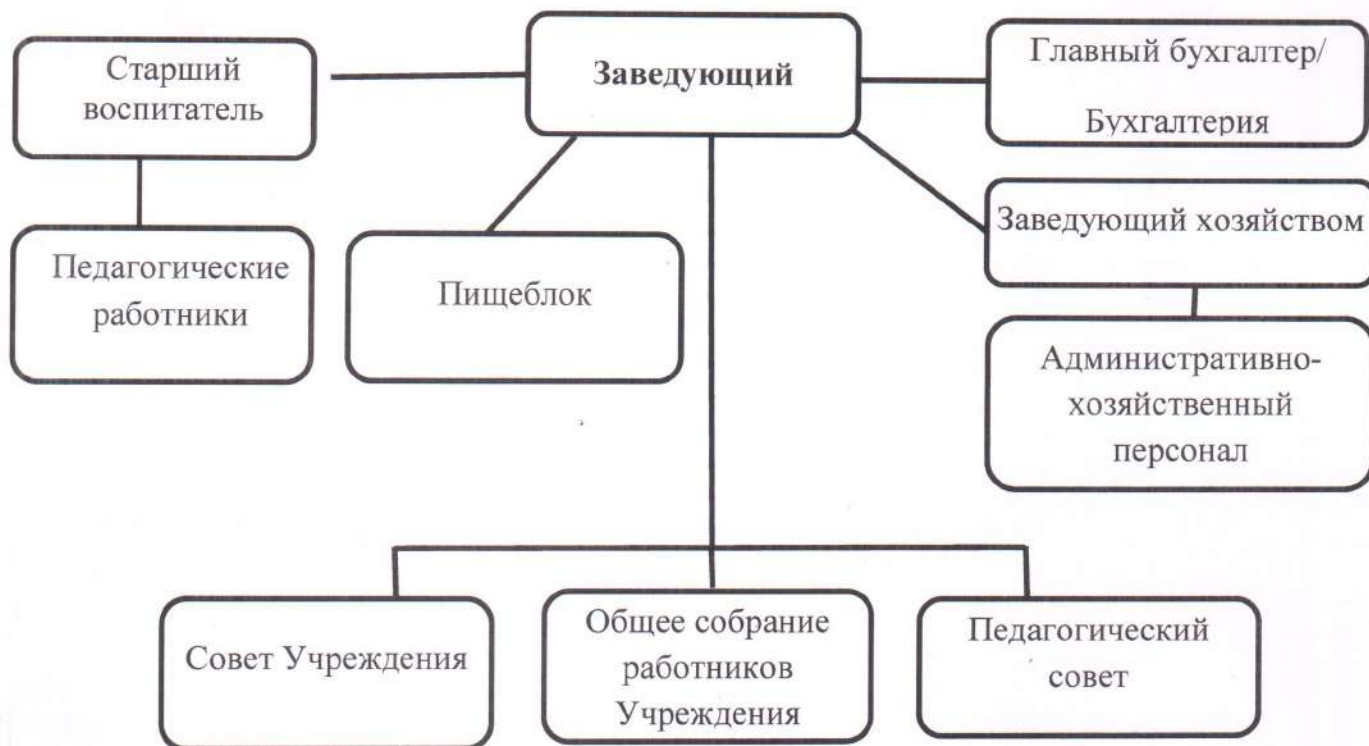 Старший
воспитатель
Заведующий
Главный бухгалтер/
Бухгалтерия
Педагогические
работники
Пищеблок
Заведующий хозяйством
Административно-
хозяйственный
персонал
Совет Учреждения
Общее собрание
работников
Учреждения
Педагогический
совет